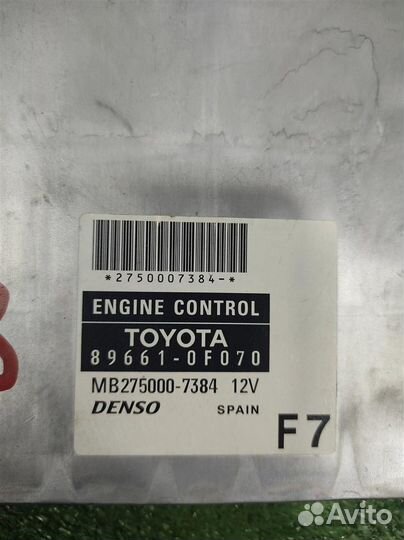 *2750007384-*
ENGINE CONTROL
TOYOTA
89661-0F070
MB275000-7384 12V
DENSO SPAIN
F7
Avito